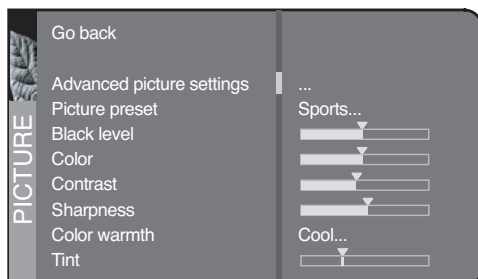 PICTURE
Go back
Advanced picture settings ...
Picture preset Sports...
Black level
Color
Contrast
Sharpness
Color warmth Cool...
Tint